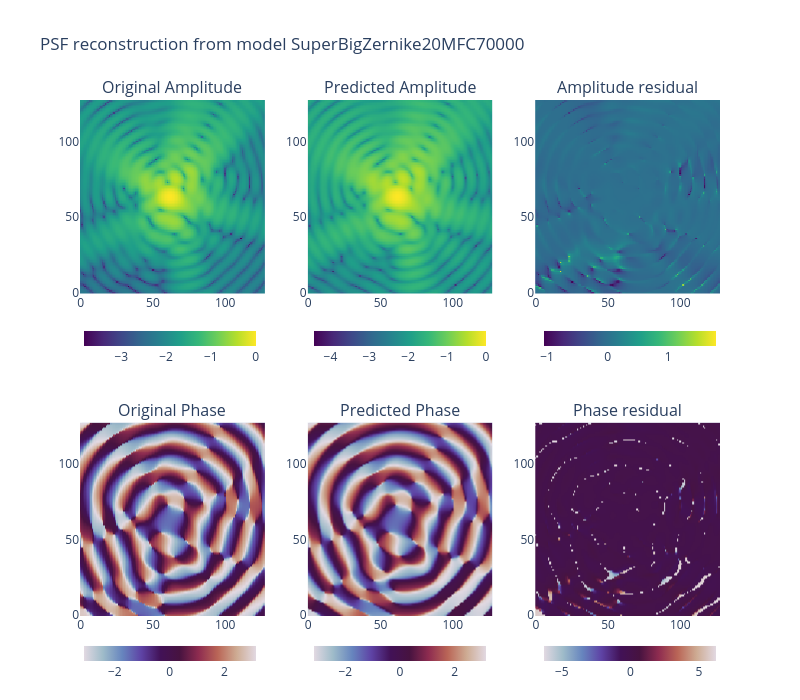 PSF reconstruction from model SuperBigZernike20MFC70000
Original Amplitude
Predicted Amplitude
Amplitude residual
100
50
0
0 50 100
100
50
0
0 50 100
100
50
0
0 50 100
−3 −2 −1 0
−4 −3 −2 −1 0
−1 0 1
Original Phase
Predicted Phase
Phase residual
100
50
0
0 50 100
100
50
0
0 50 100
100
50
0
0 50 100
−2 0 2
−2 0 2
−5 0 5